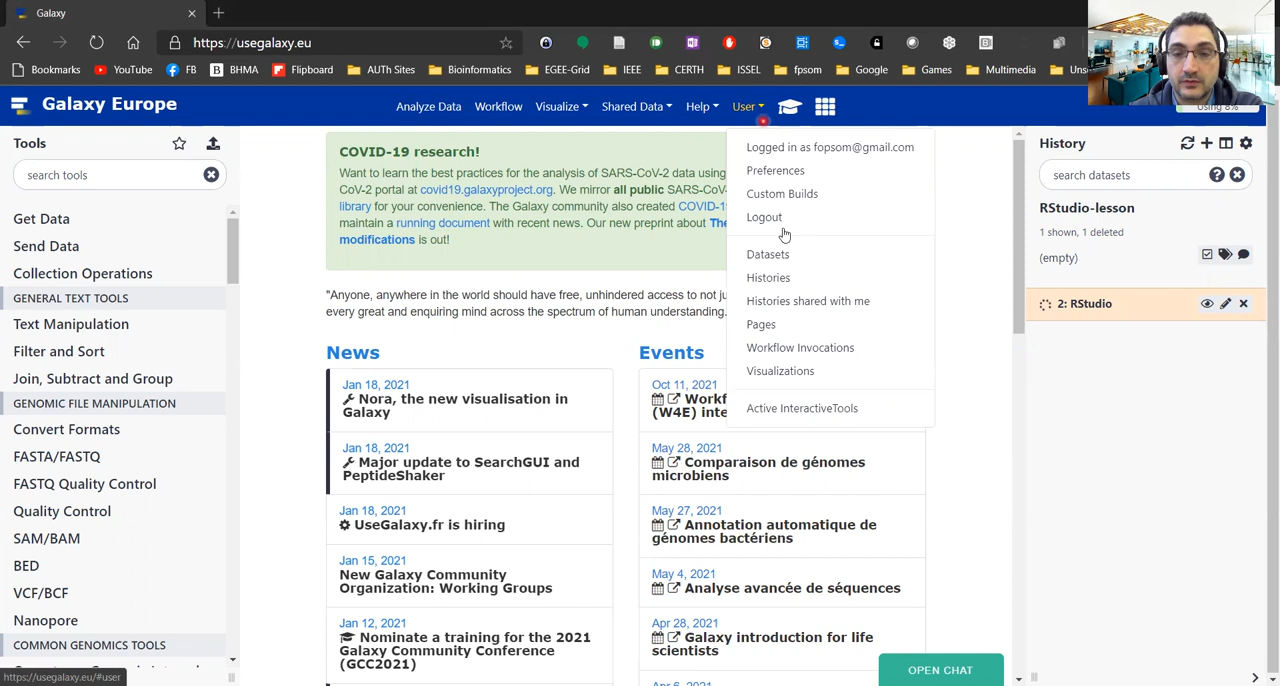 Galaxy
https://usegalaxy.eu
Bookmarks YouTube FB BHMA Flipboard AUTh Sites Bioinformatics EGEE-Grid IEEE CERTH ISSEL fpsom Google Games Multimedia
Galaxy Europe
Analyze Data Workflow Visualize Shared Data Help User
Using 8%
Tools
search tools
Get Data
Send Data
Collection Operations
GENERAL TEXT TOOLS
Text Manipulation
Filter and Sort
Join, Subtract and Group
GENOMIC FILE MANIPULATION
Convert Formats
FASTA/FASTQ
FASTQ Quality Control
Quality Control
SAM/BAM
BED
VCF/BCF
Nanopore
COMMON GENOMICS TOOLS
https://usegalaxy.eu/#user
COVID-19 research!
Want to learn the best practices for the analysis of SARS-CoV-2 data using
CoV-2 portal at covid19.galaxyproject.org. We mirror all public SARS-CoV
library for your convenience. The Galaxy community also created COVID-1
maintain a running document with recent news. Our new preprint about The
modifications is out!
"Anyone, anywhere in the world should have free, unhindered access to not ju
every great and enquiring mind across the spectrum of human understanding.
News
Jan 18, 2021
Nora, the new visualisation in
Galaxy
Jan 18, 2021
Major update to SearchGUI and
PeptideShaker
Jan 18, 2021
UseGalaxy.fr is hiring
Jan 15, 2021
New Galaxy Community
Organization: Working Groups
Jan 12, 2021
Nominate a training for the 2021
Galaxy Community Conference
(GCC2021)
Events
Oct 11, 2021
Workf
(W4E) inte
May 28, 2021
Comparaison de génomes
microbiens
May 27, 2021
Annotation automatique de
génomes bactériens
May 4, 2021
Analyse avancée de séquences
Apr 28, 2021
Galaxy introduction for life
scientists
Logged in as fopsom@gmail.com
Preferences
Custom Builds
Logout
Datasets
Histories
Histories shared with me
Pages
Workflow Invocations
Visualizations
Active InteractiveTools
OPEN CHAT
History
search datasets
RStudio-lesson
1 shown, 1 deleted
(empty)
2: RStudio